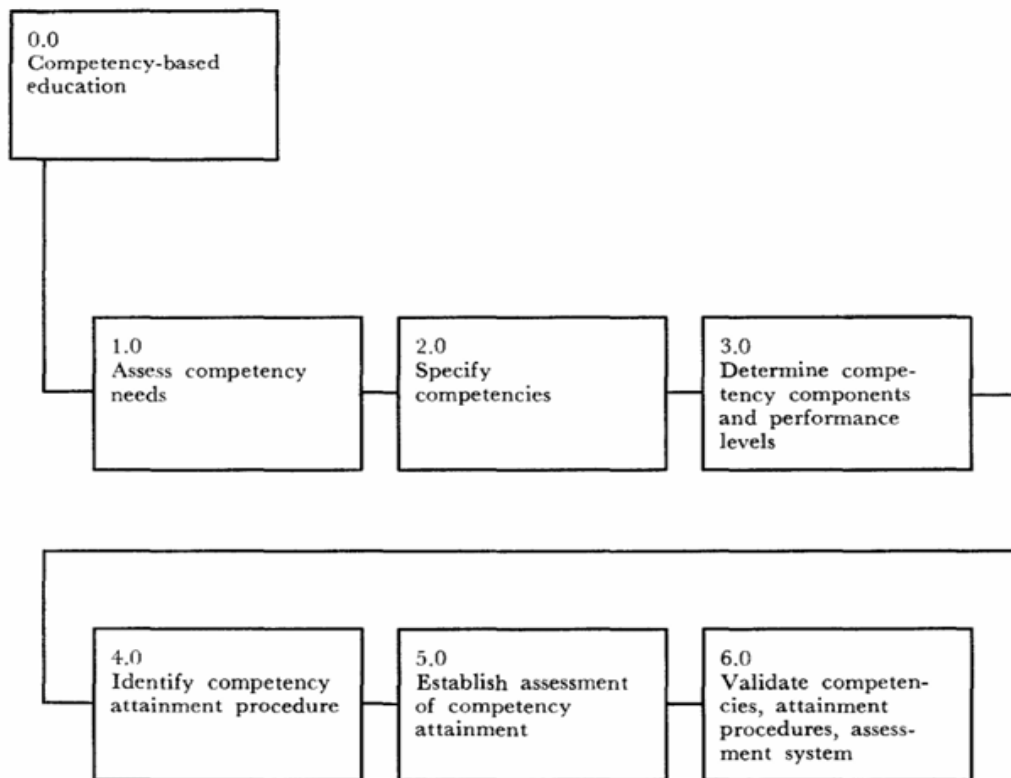 0.0
Competency-based
education
1.0
Assess competency
needs
2.0
Specify
competencies
3.0
Determine compe-
tency components
and performance
levels
4.0
Identify competency
attainment procedure
5.0
Establish assessment
of competency
attainment
6.0
Validate competen-
cies, attainment
procedures, assess-
ment system